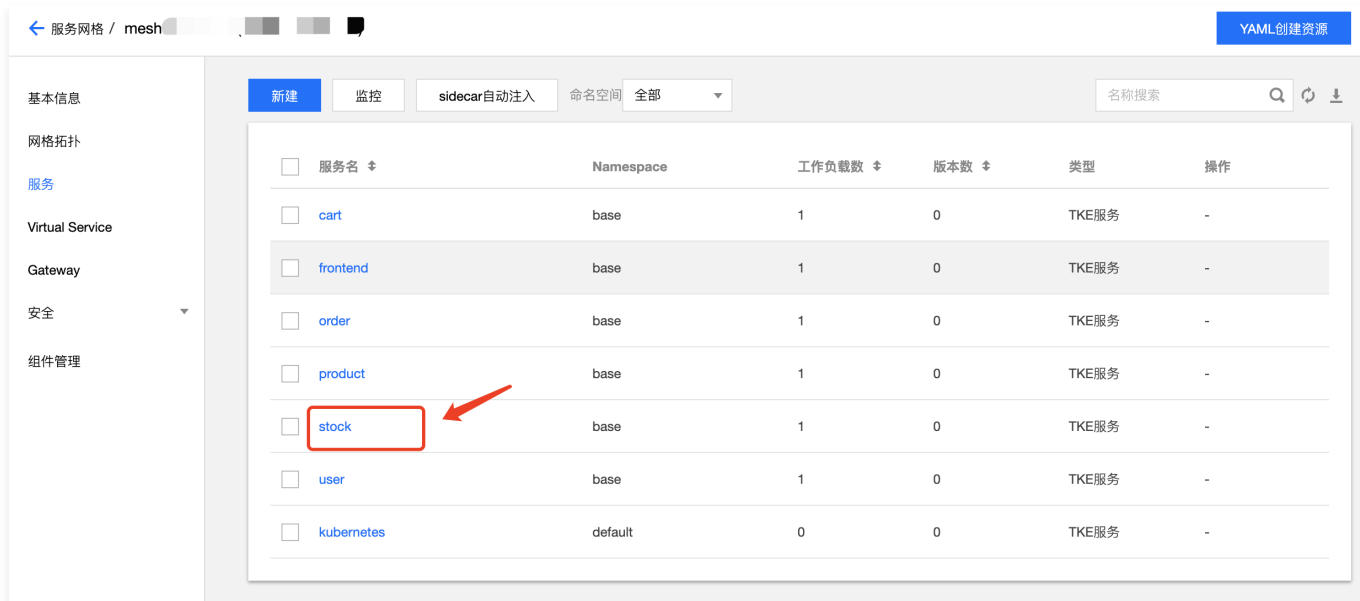 服务网格 / mesh
YAML创建资源
基本信息
网格拓扑
服务
Virtual Service
Gateway
安全
组件管理
新建 监控 sidecar自动注入 命名空间 全部 名称搜索
服务名 Namespace 工作负载数 版本数 类型 操作
cart base 1 0 TKE服务 -
frontend base 1 0 TKE服务 -
order base 1 0 TKE服务 -
product base 1 0 TKE服务 -
stock base 1 0 TKE服务 -
user base 1 0 TKE服务 -
kubernetes default 0 0 TKE服务 -